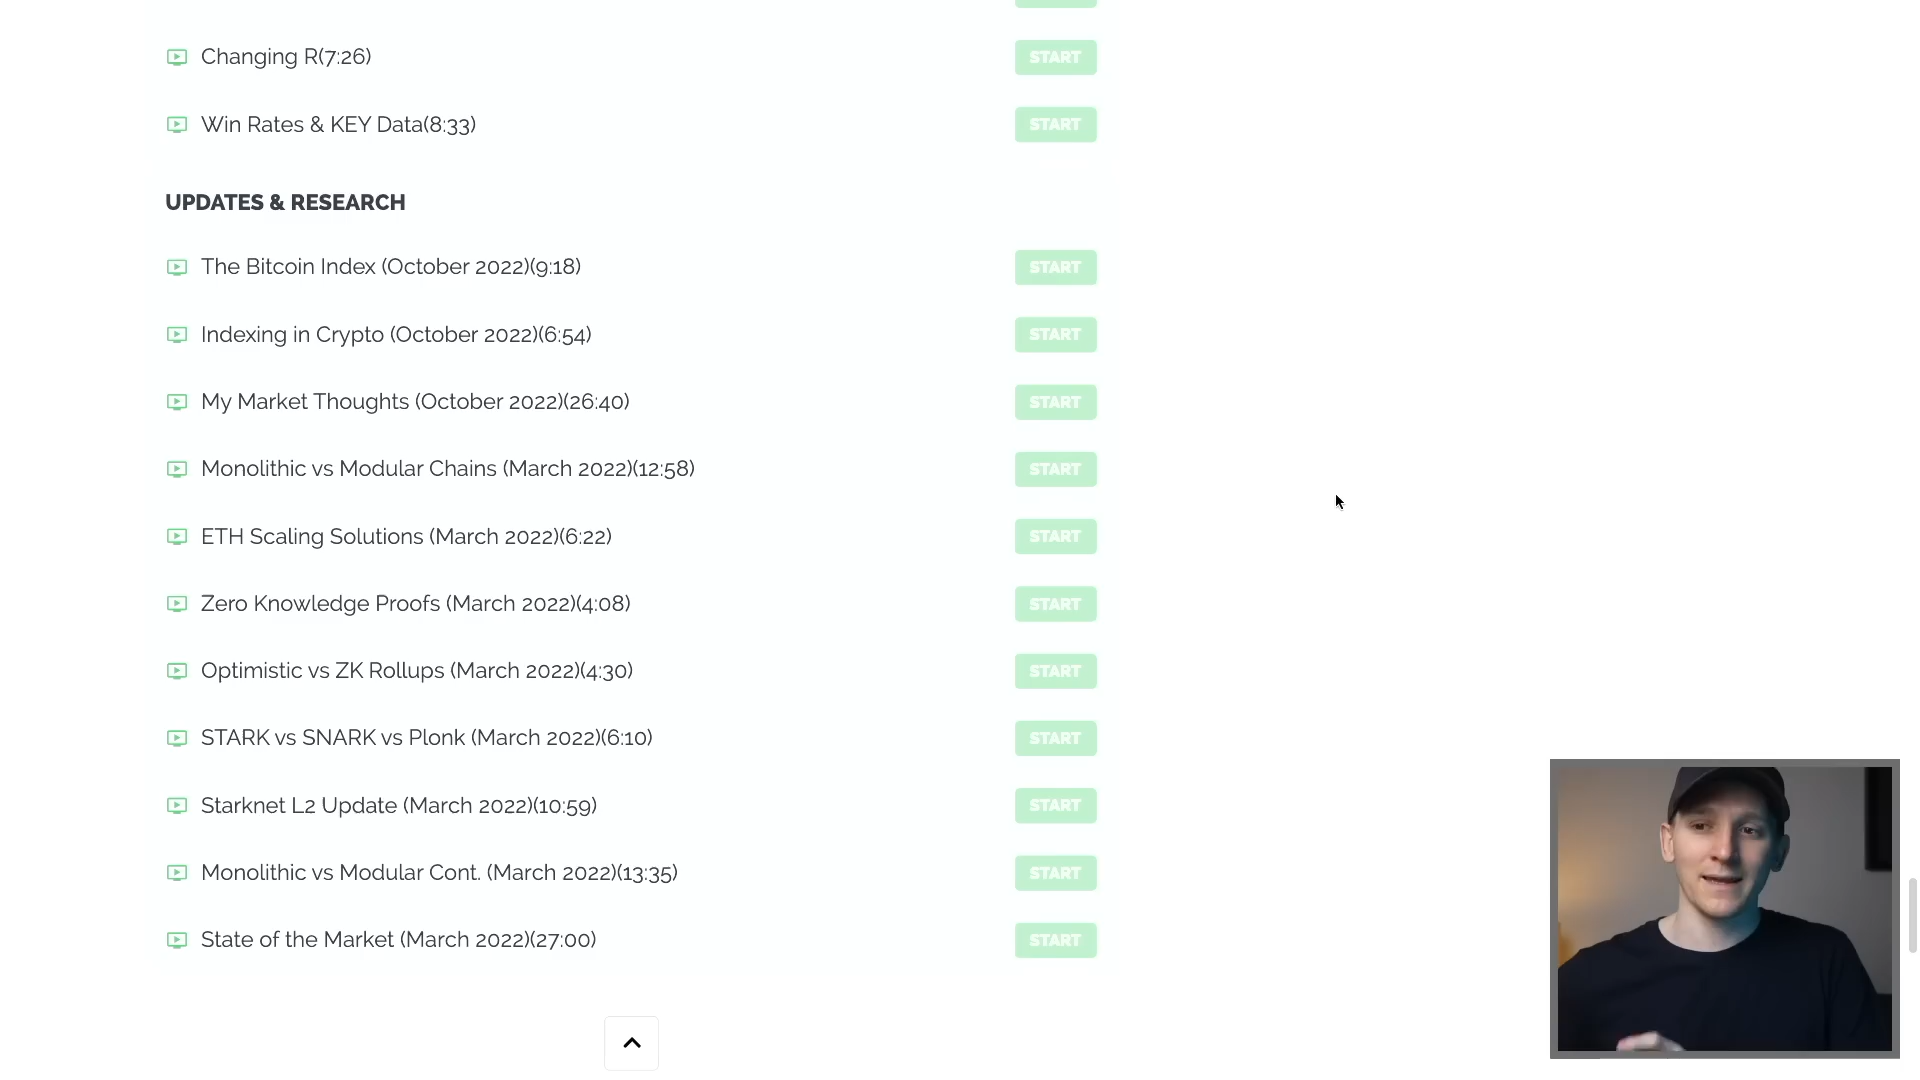 Changing R(7:26)
START
Win Rates & KEY Data(8:33)
START
UPDATES & RESEARCH
The Bitcoin Index (October 2022)(9:18)
START
Indexing in Crypto (October 2022)(6:54)
START
My Market Thoughts (October 2022)(26:40)
START
Monolithic vs Modular Chains (March 2022)(12:58)
START
ETH Scaling Solutions (March 2022)(6:22)
START
Zero Knowledge Proofs (March 2022)(4:08)
START
Optimistic vs ZK Rollups (March 2022)(4:30)
START
STARK vs SNARK vs Plonk (March 2022)(6:10)
START
Starknet L2 Update (March 2022)(10:59)
START
Monolithic vs Modular Cont. (March 2022)(13:35)
START
State of the Market (March 2022)(27:00)
START